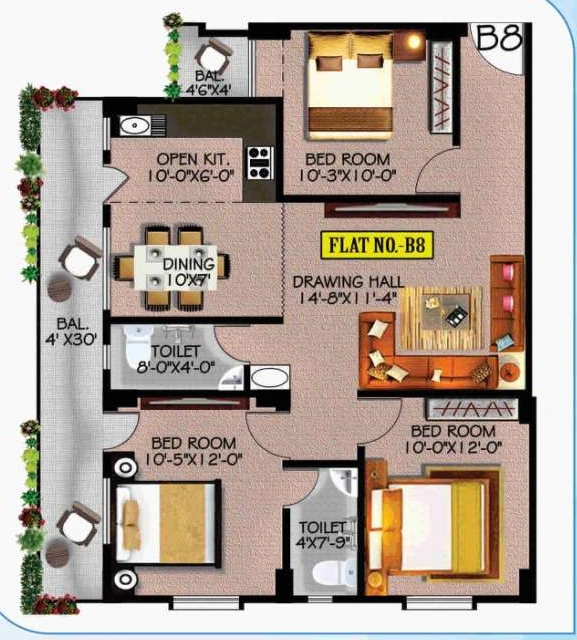 B8
BAL.
4'6"X4'
OPEN KIT.
10'-0"X6'-0"
BED ROOM
10'-3"X10'-0"
FLAT NO.-B8
DINING
10'X7'
DRAWING HALL
14'-8"X11'-4"
BAL.
4' X30'
TOILET
8'-0"X4'-0"
BED ROOM
10'-5"X12'-0"
BED ROOM
10'-0"X12'-0"
TOILET
4'X7'-9"